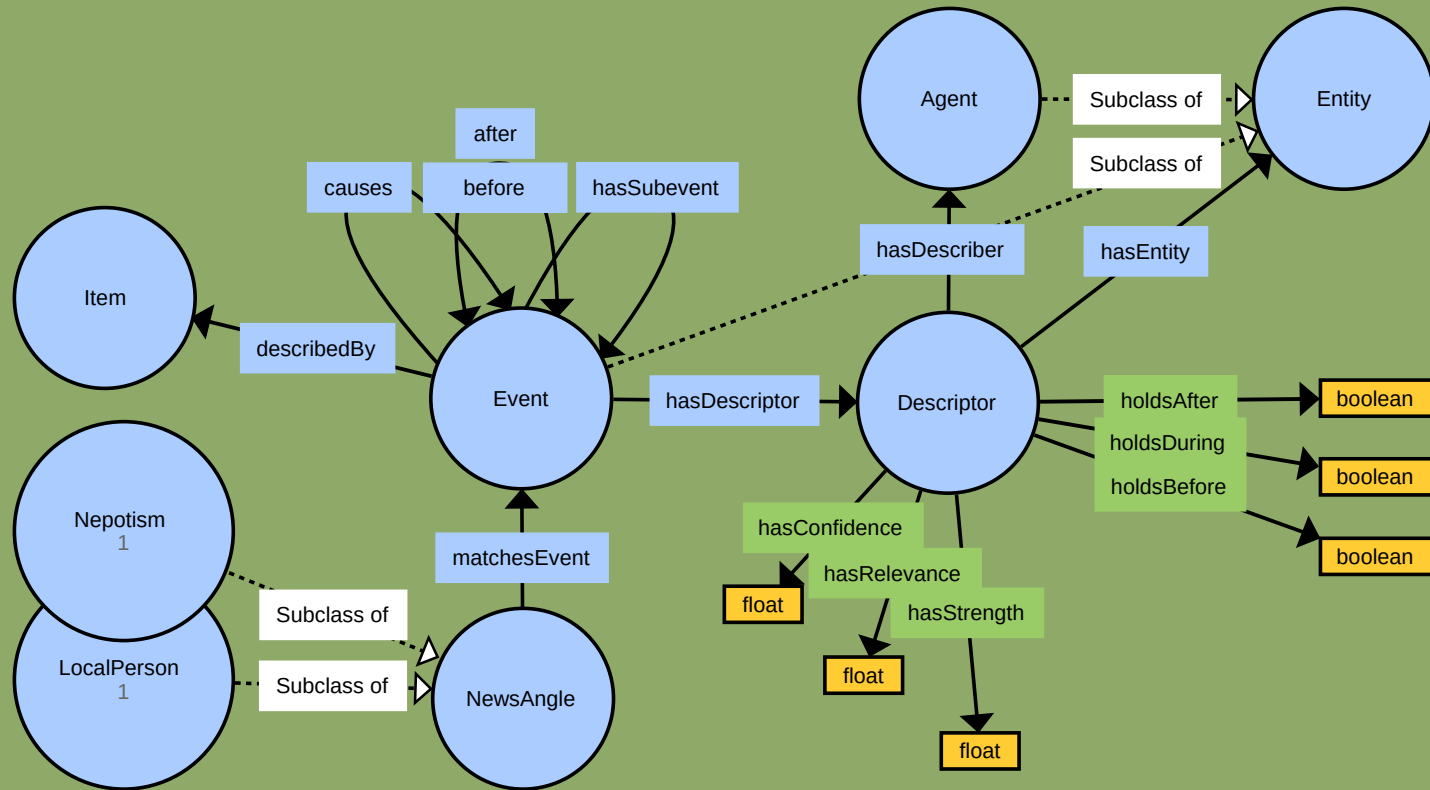 Agent
Subclass of
Entity
after
Subclass of
causes
before
hasSubevent
hasDescriber
hasEntity
Item
describedBy
Event
hasDescriptor
Descriptor
holdsAfter
boolean
holdsDuring
boolean
holdsBefore
boolean
Nepotism
1
matchesEvent
hasConfidence
hasRelevance
float
hasStrength
Subclass of
LocalPerson
1
Subclass of
NewsAngle
float
float